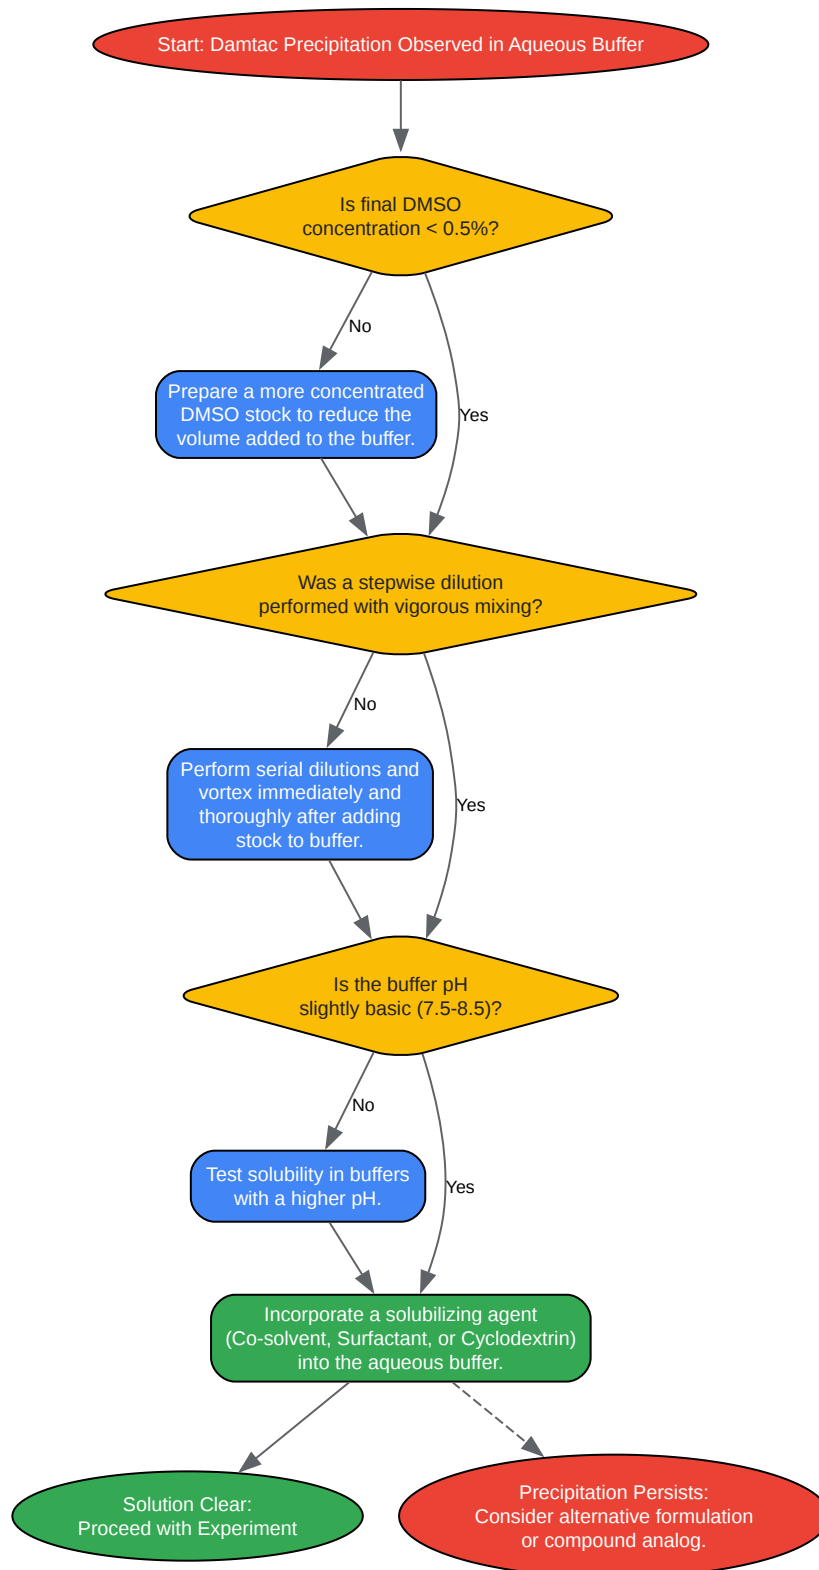 Start: Damtac Precipitation Observed in Aqueous Buffer
Is final DMSO
concentration < 0.5%?
No
Prepare a more concentrated
DMSO stock to reduce the
volume added to the buffer.
Yes
Was a stepwise dilution
performed with vigorous mixing?
No
Perform serial dilutions and
vortex immediately and
thoroughly after adding
stock to buffer.
Yes
Is the buffer pH
slightly basic (7.5-8.5)?
No
Test solubility in buffers
with a higher pH.
Yes
Incorporate a solubilizing agent
(Co-solvent, Surfactant, or Cyclodextrin)
into the aqueous buffer.
Solution Clear:
Proceed with Experiment
Precipitation Persists:
Consider alternative formulation
or compound analog.